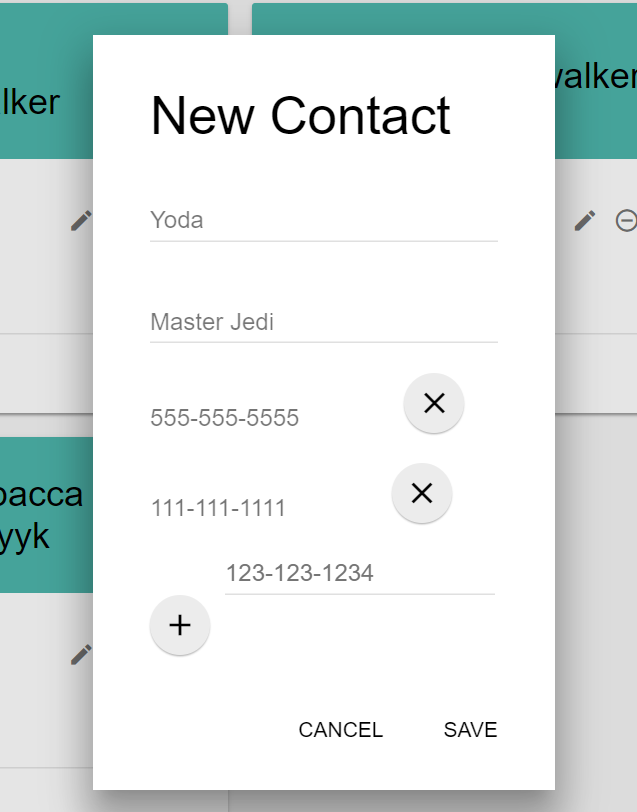 lker
walker
New Contact
Yoda
Master Jedi
555-555-5555
111-111-1111
bacca
yyk
123-123-1234
CANCEL
SAVE